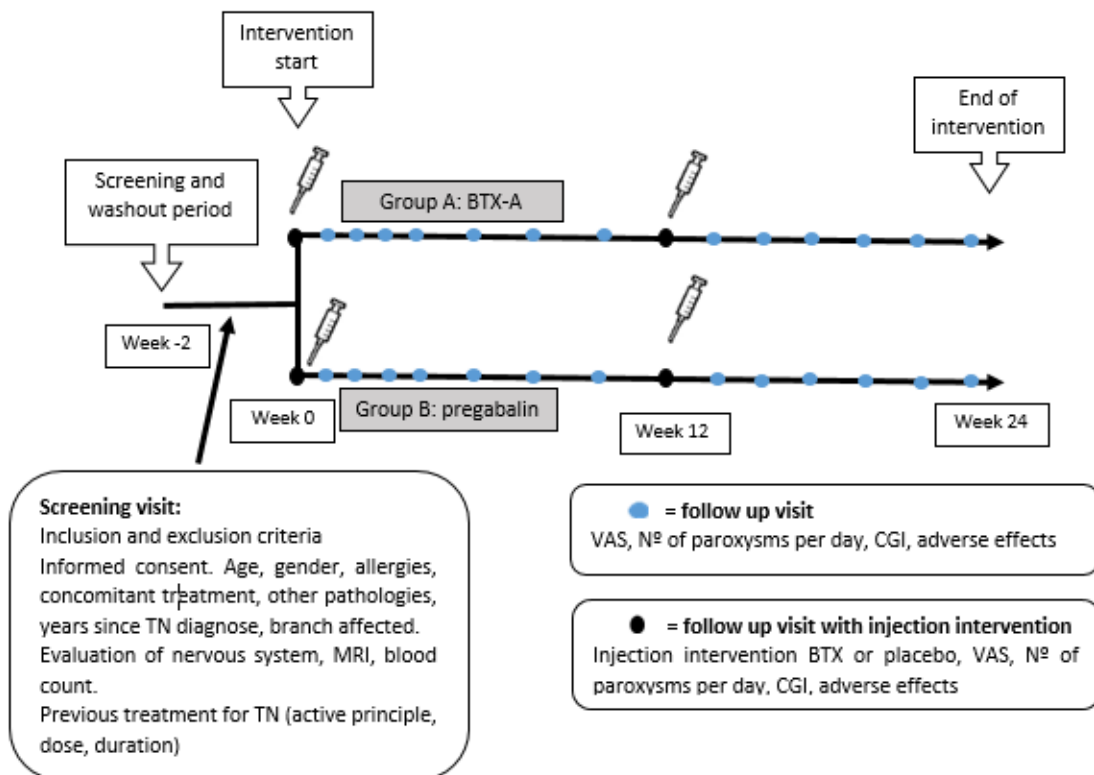 Intervention
start
End of
intervention
Screening and
washout period
Group A: BTX-A
Week -2
Week 0
Group B: pregabalin
Week 12
Week 24
Screening visit:
Inclusion and exclusion criteria
Informed consent. Age, gender, allergies,
concomitant treatment, other pathologies,
years since TN diagnose, branch affected.
Evaluation of nervous system, MRI, blood
count.
Previous treatment for TN (active principle,
dose, duration)
= follow up visit
VAS, Nº of paroxysms per day, CGI, adverse effects
= follow up visit with injection intervention
Injection intervention BTX or placebo, VAS, Nº of
paroxysms per day, CGI, adverse effects